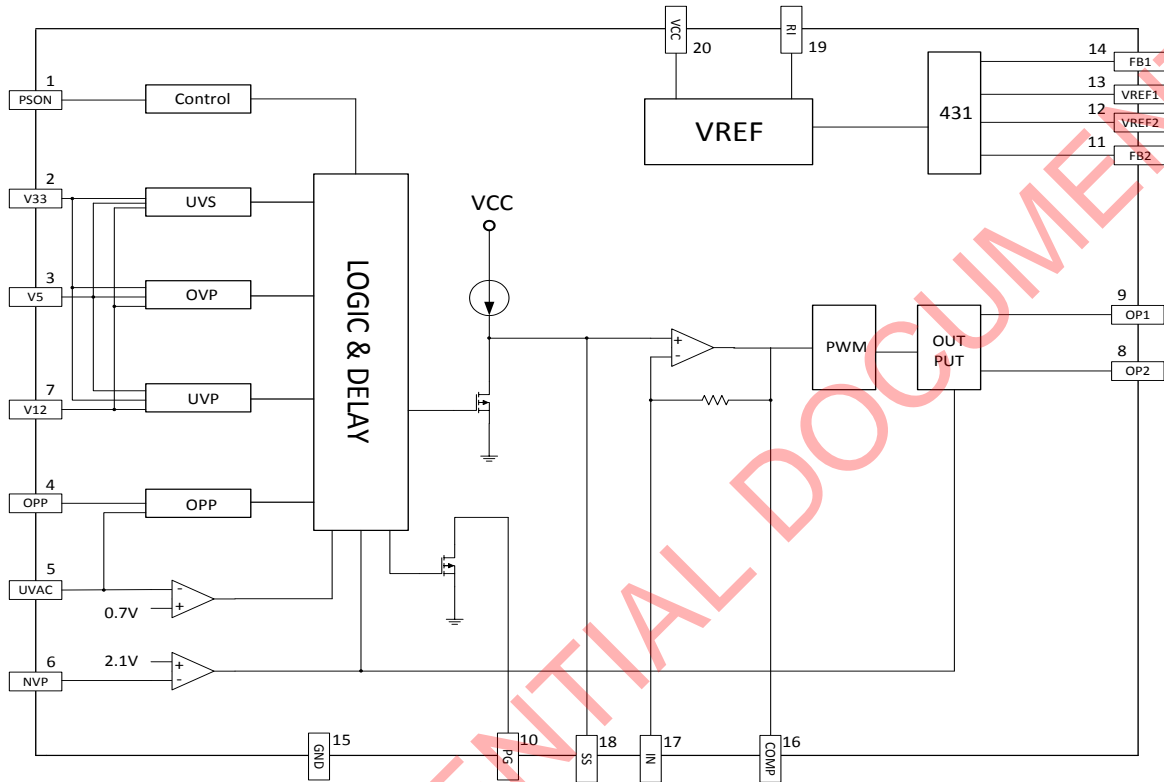 VCC
20
RI
19
1
PSON
Control
14
FB1
13
VREF1
12
VREF2
11
FB2
431
VREF
2
V33
UVS
VCC
3
V5
OVP
LOGIC & DELAY
9
OP1
8
OP2
+
-
PWM
OUT
PUT
7
V12
UVP
4
OPP
OPP
5
UVAC
-
+
0.7V
6
NVP
2.1V
+
-
15
GND
10
PG
18
SS
17
IN
16
COMP
ENTIAL DOCUMENT